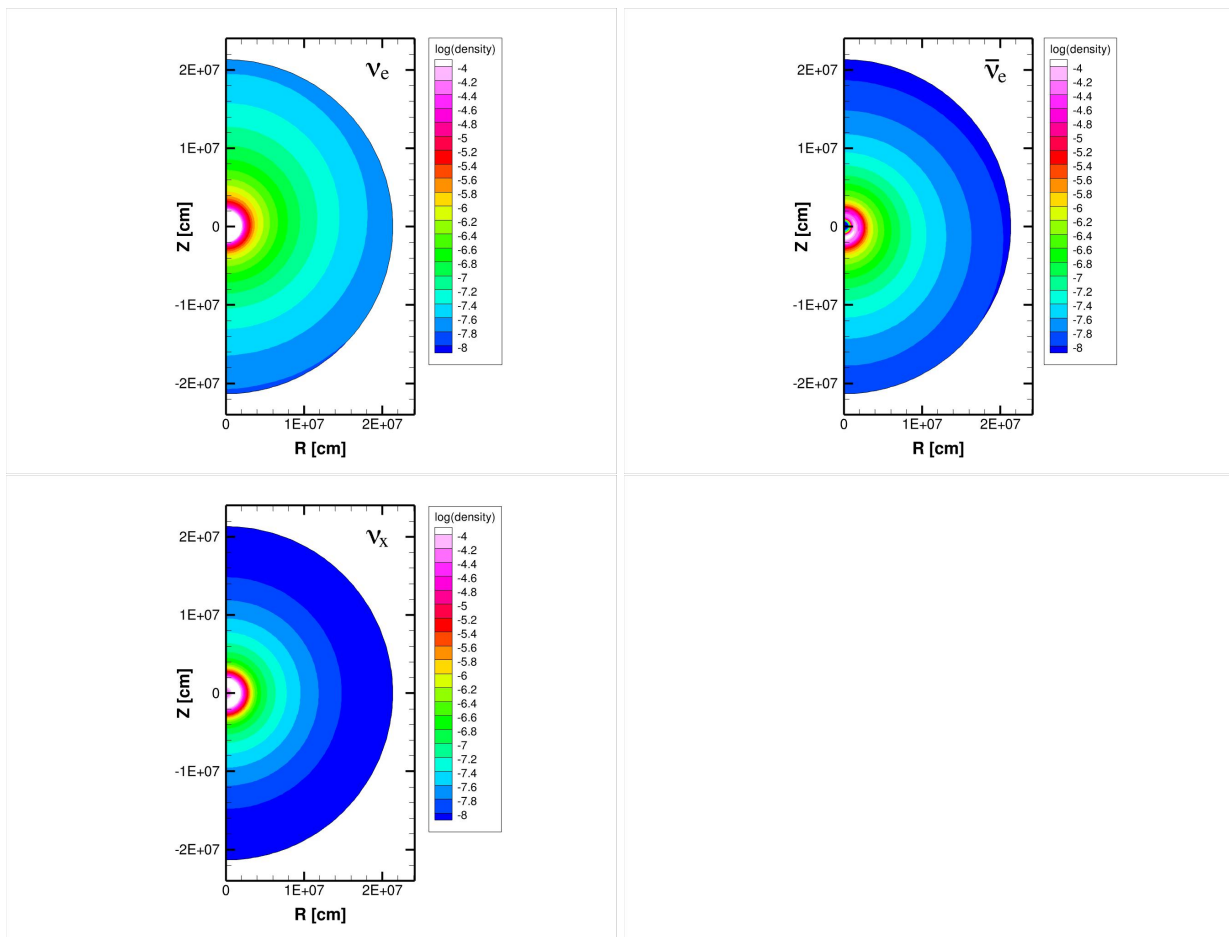 log(density)
ν_e
-4
-4.2
-4.4
-4.6
-4.8
-5
-5.2
-5.4
-5.6
-5.8
-6
-6.2
-6.4
-6.6
-6.8
-7
-7.2
-7.4
-7.6
-7.8
-8
2E+07
1E+07
0
-1E+07
-2E+07
Z [cm]
0 1E+07 2E+07
R [cm]
log(density)
ν̄_e
-4
-4.2
-4.4
-4.6
-4.8
-5
-5.2
-5.4
-5.6
-5.8
-6
-6.2
-6.4
-6.6
-6.8
-7
-7.2
-7.4
-7.6
-7.8
-8
2E+07
1E+07
0
-1E+07
-2E+07
Z [cm]
0 1E+07 2E+07
R [cm]
log(density)
ν_x
-4
-4.2
-4.4
-4.6
-4.8
-5
-5.2
-5.4
-5.6
-5.8
-6
-6.2
-6.4
-6.6
-6.8
-7
-7.2
-7.4
-7.6
-7.8
-8
2E+07
1E+07
0
-1E+07
-2E+07
Z [cm]
0 1E+07 2E+07
R [cm]